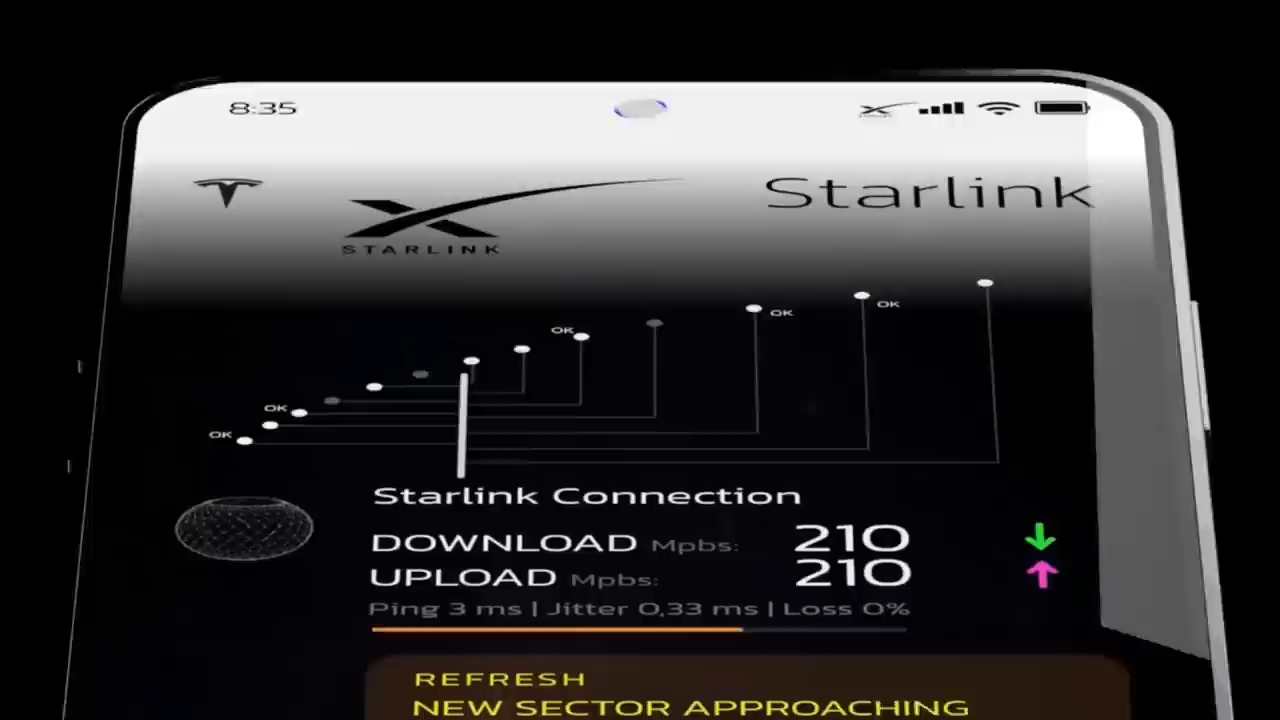 8:35
Starlink
STARLINK
OK
OK
OK
OK
OK
Starlink Connection
DOWNLOAD Mpbs: 210
UPLOAD Mpbs: 210
Ping 3 ms | Jitter 0,33 ms | Loss 0%
REFRESH
NEW SECTOR APPROACHING